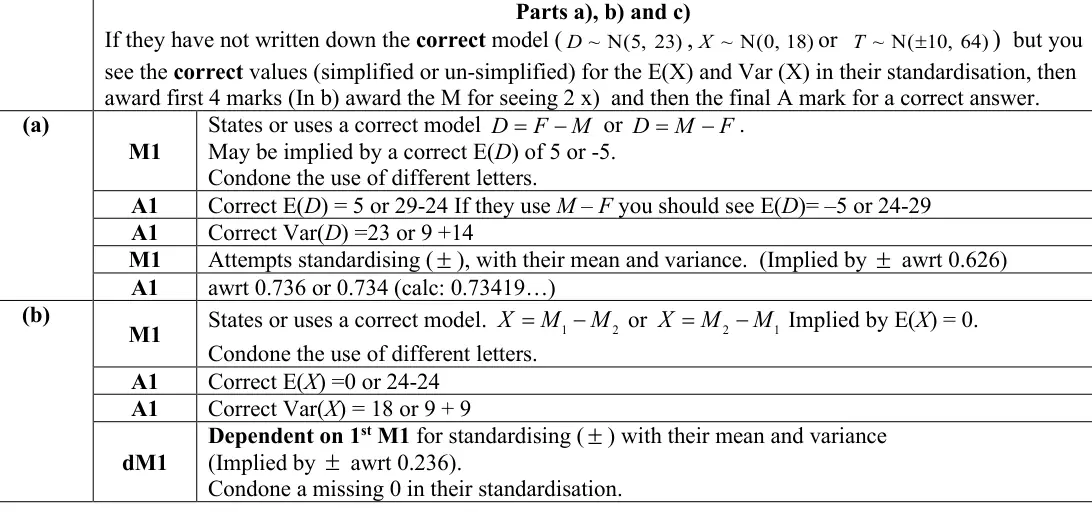 Parts a), b) and c)
If they have not written down the correct model ( D ~ N(5, 23) , X ~ N(0, 18) or T ~ N(±10, 64) ) but you
see the correct values (simplified or un-simplified) for the E(X) and Var (X) in their standardisation, then
award first 4 marks (In b) award the M for seeing 2 x) and then the final A mark for a correct answer.
(a)
M1
States or uses a correct model D = F − M or D = M − F .
May be implied by a correct E(D) of 5 or -5.
Condone the use of different letters.
A1 Correct E(D) = 5 or 29-24 If they use M – F you should see E(D)= –5 or 24-29
A1 Correct Var(D) =23 or 9 +14
M1 Attempts standardising ( ± ), with their mean and variance. (Implied by ± awrt 0.626)
A1 awrt 0.736 or 0.734 (calc: 0.73419…)
(b)
M1
States or uses a correct model. X = M₁ − M₂ or X = M₂ − M₁ Implied by E(X) = 0.
Condone the use of different letters.
A1 Correct E(X) =0 or 24-24
A1 Correct Var(X) = 18 or 9 + 9
dM1
Dependent on 1st M1 for standardising ( ± ) with their mean and variance
(Implied by ± awrt 0.236).
Condone a missing 0 in their standardisation.